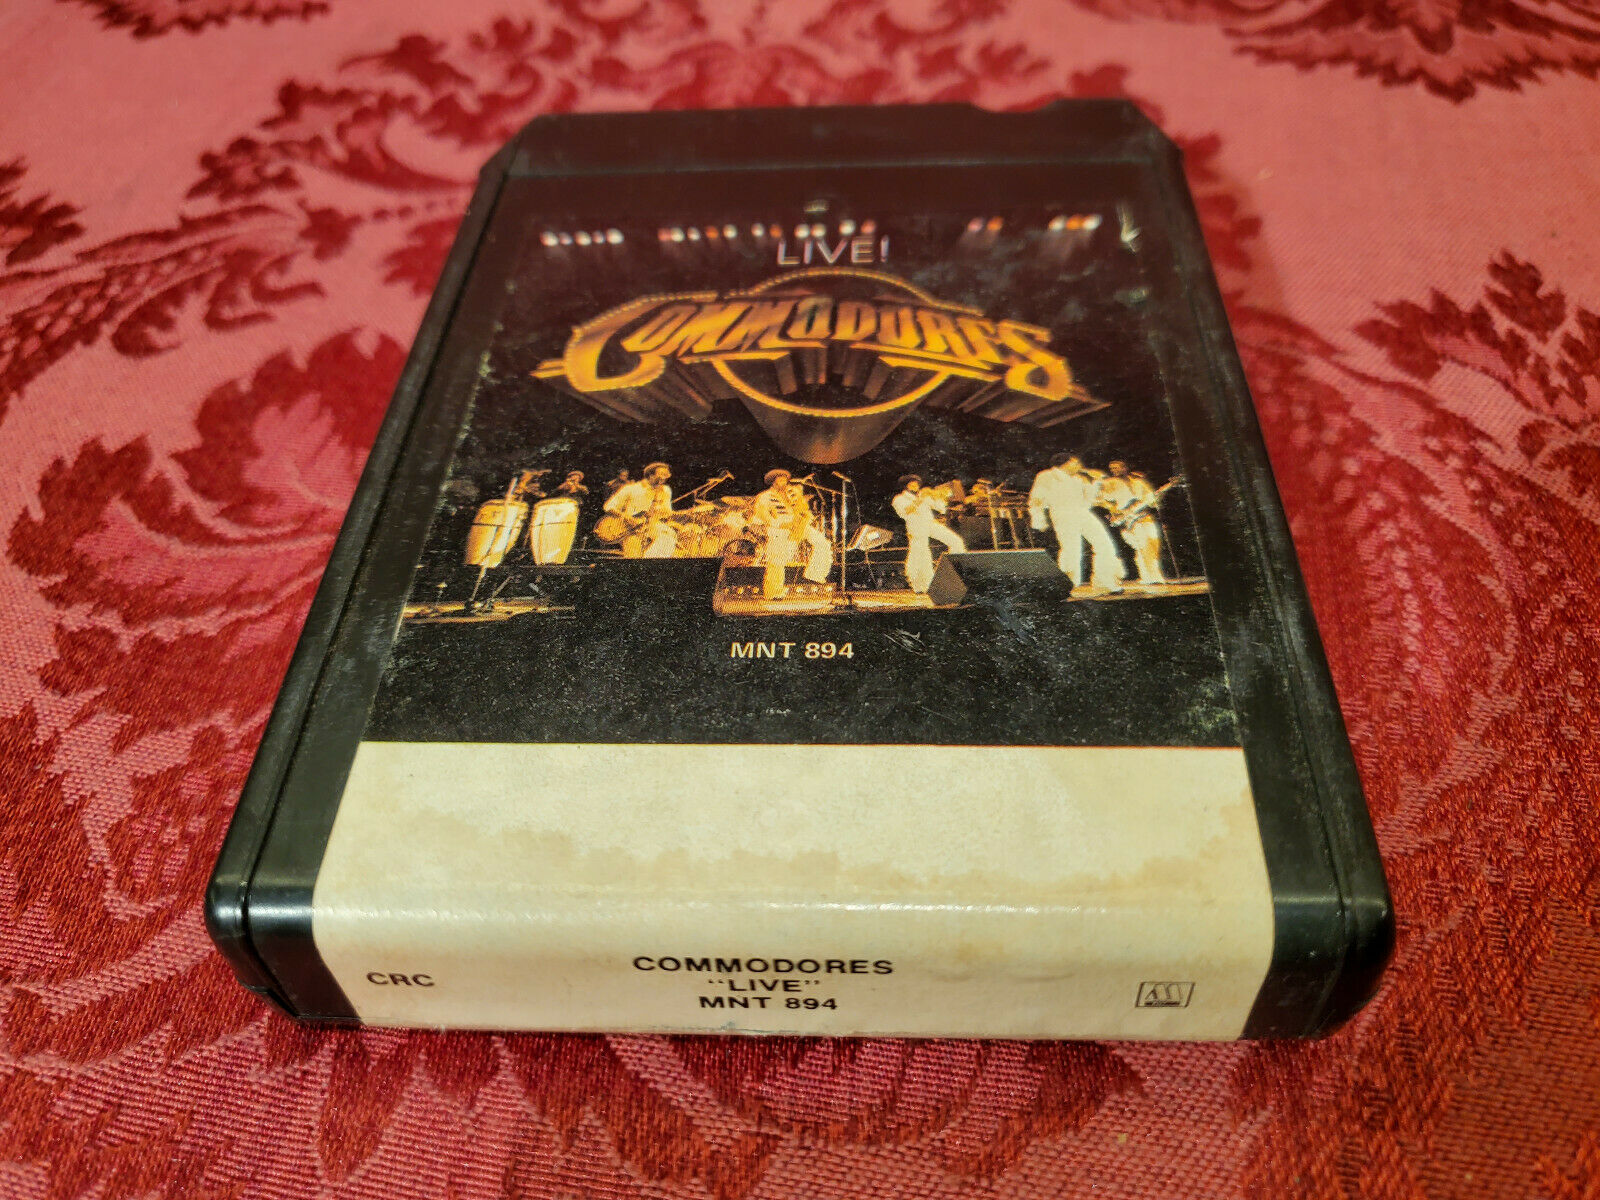 LIVE!
COMMODORES
MNT 894
CRC
COMMODORES
"LIVE"
MNT 894
M